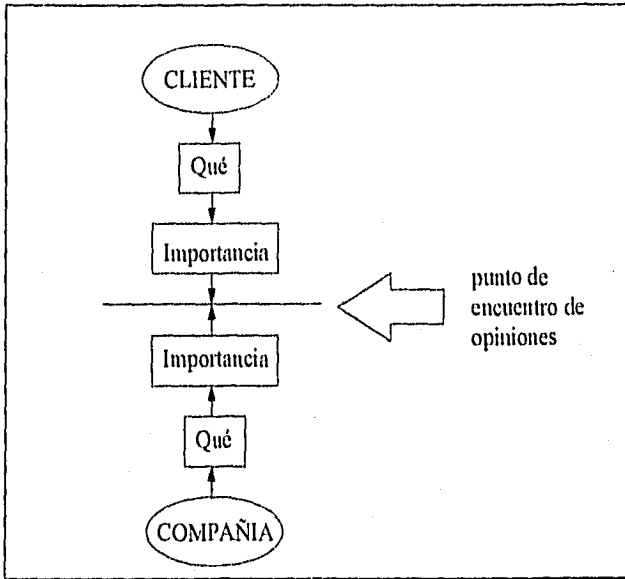 CLIENTE
Qué
Importancia
punto de
encuentro de
opiniones
Importancia
Qué
COMPAÑIA